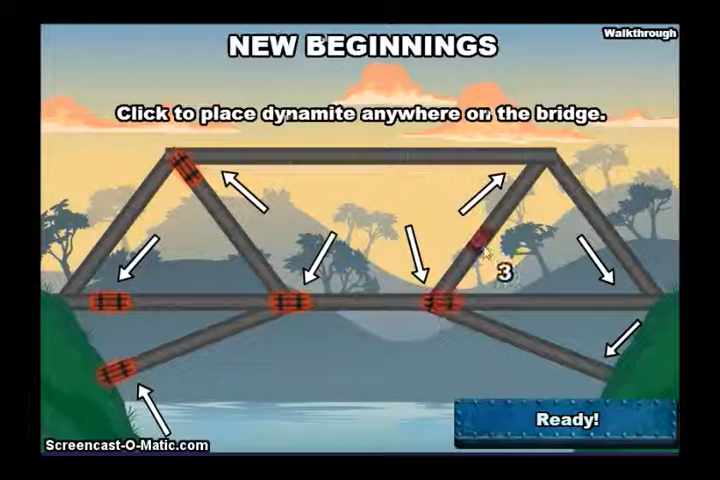 Walkthrough
NEW BEGINNINGS
Click to place dynamite anywhere on the bridge.
3
Ready!
Screencast-O-Matic.com